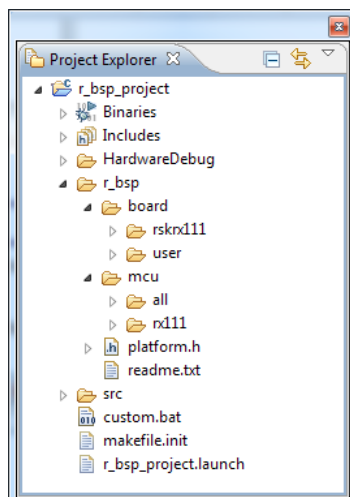 Project Explorer
r_bsp_project
Binaries
Includes
HardwareDebug
r_bsp
board
rskrx111
user
mcu
all
rx111
platform.h
readme.txt
src
custom.bat
makefile.init
r_bsp_project.launch